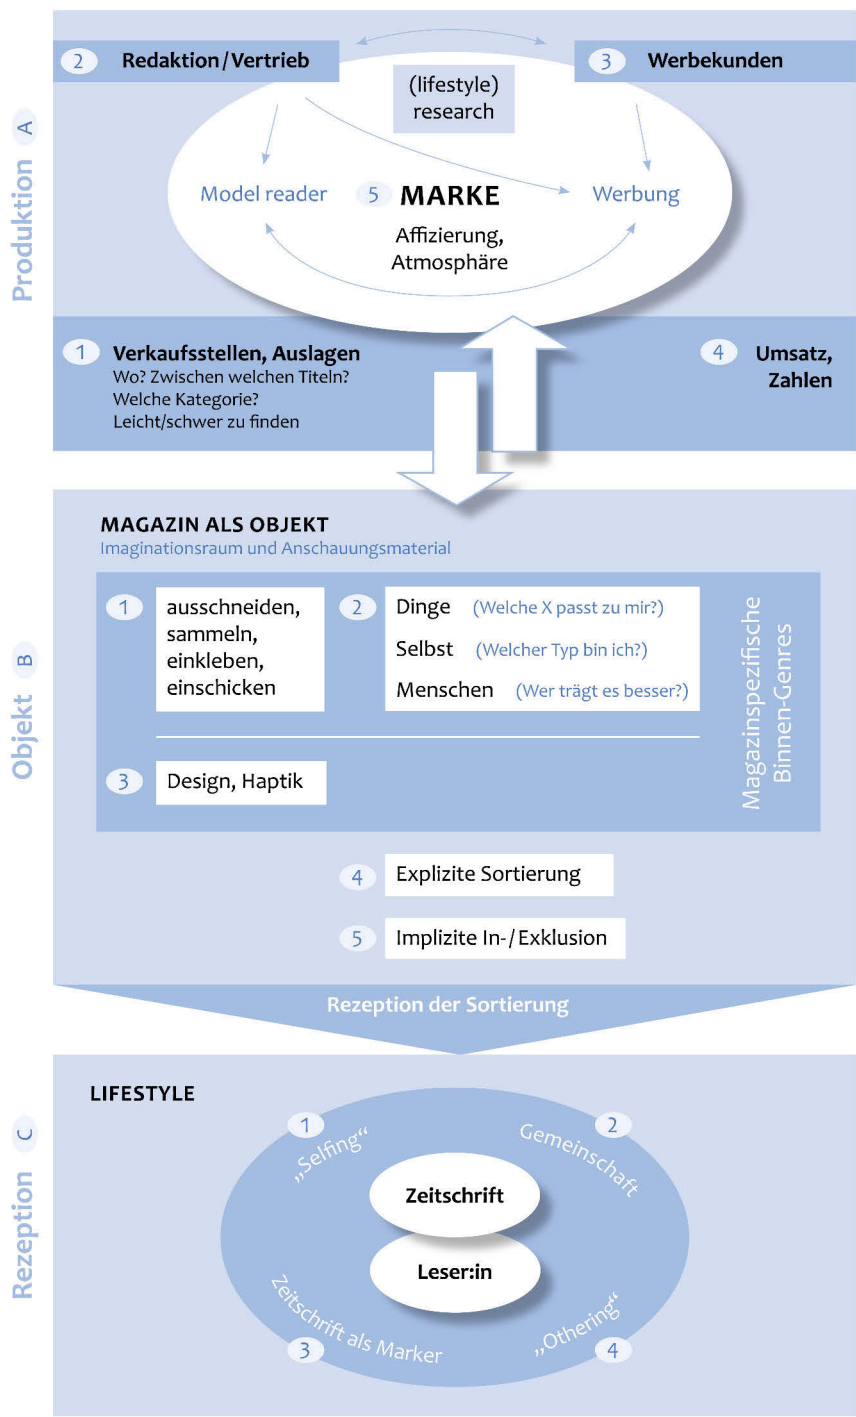 Produktion A
2 Redaktion/Vertrieb
3 Werbekunden
(lifestyle)
research
Model reader
5 MARKE
Werbung
Affizierung,
Atmosphäre
1 Verkaufsstellen, Auslagen
Wo? Zwischen welchen Titeln?
Welche Kategorie?
Leicht/schwer zu finden
4 Umsatz,
Zahlen
Objekt B
MAGAZIN ALS OBJEKT
Imaginationsraum und Anschauungsmaterial
1 ausschneiden,
sammeln,
einkleben,
einschicken
2 Dinge (Welche X passt zu mir?)
Selbst (Welcher Typ bin ich?)
Menschen (Wer trägt es besser?)
Magazinspezifische
Binnen-Genres
3 Design, Haptik
4 Explizite Sortierung
5 Implizite In-/Exklusion
Rezeption der Sortierung
Rezeption C
LIFESTYLE
1 „Selfing“
2 Gemeinschaft
Zeitschrift
Leser:in
3 Zeitschrift als Marker
4 „Othering“